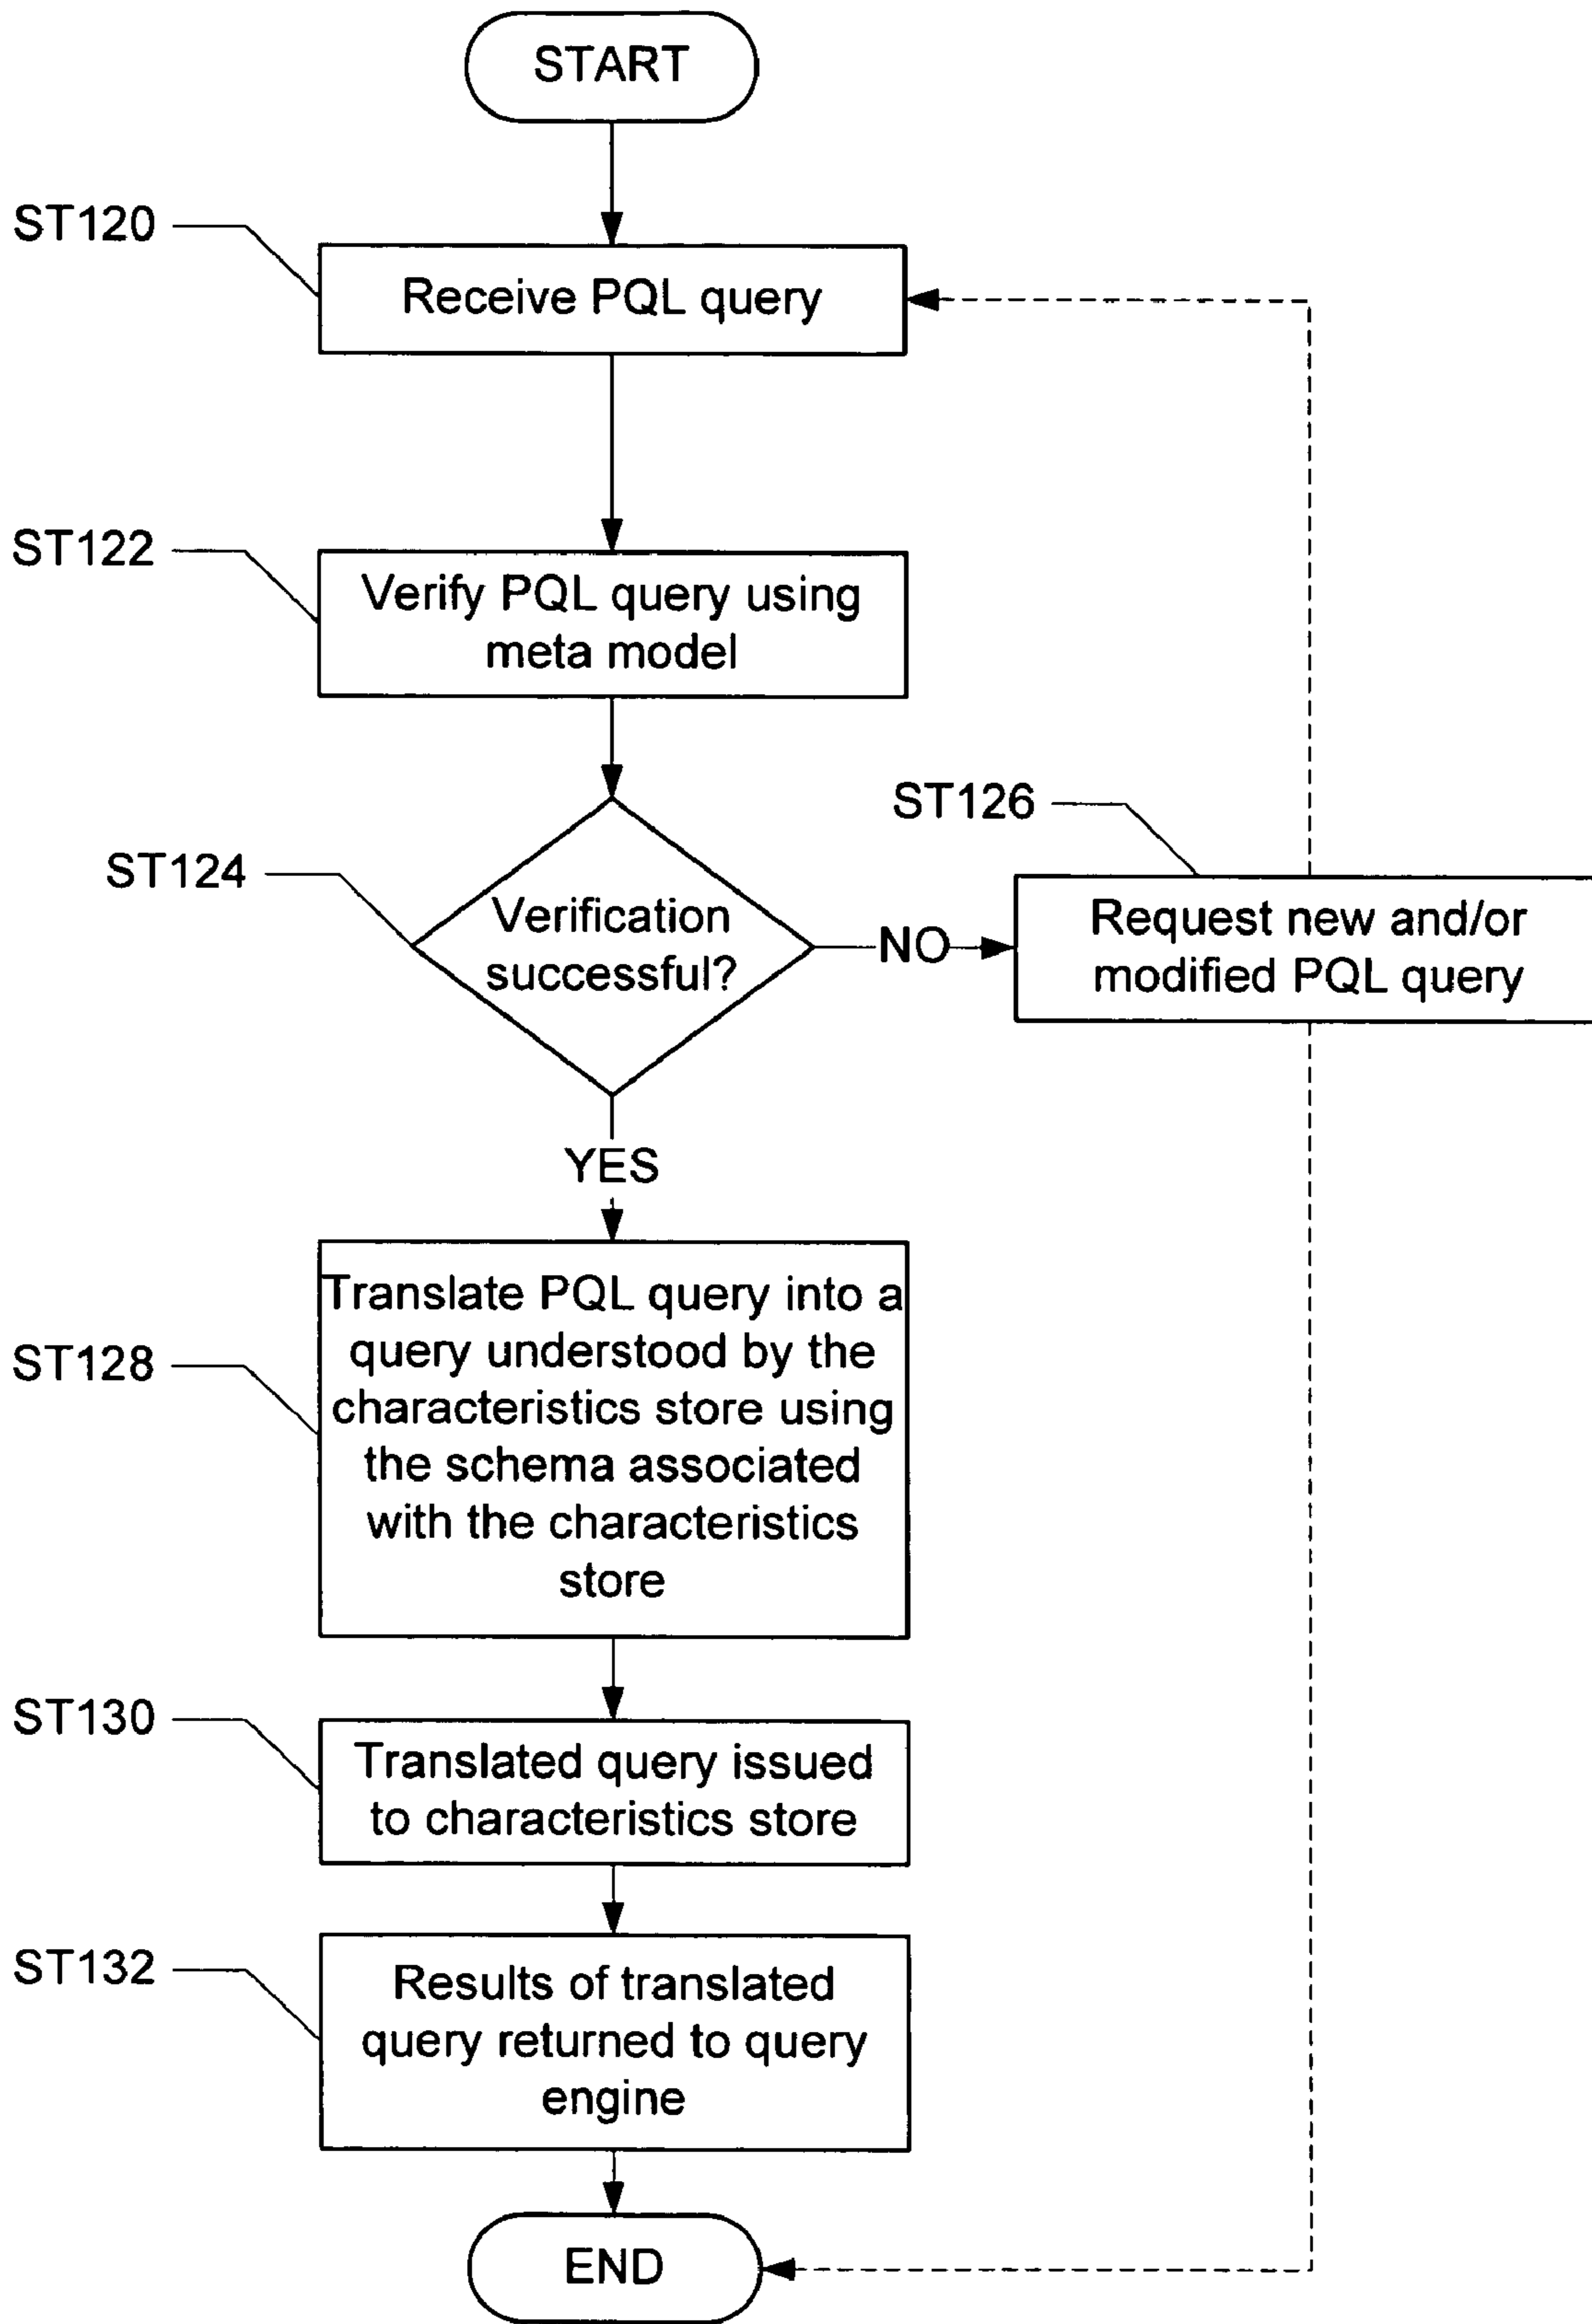 START
ST120
Receive PQL query
ST122
Verify PQL query using
meta model
ST124
Verification
successful?
NO
ST126
Request new and/or
modified PQL query
YES
ST128
Translate PQL query into a
query understood by the
characteristics store using
the schema associated
with the characteristics
store
ST130
Translated query issued
to characteristics store
ST132
Results of translated
query returned to query
engine
END